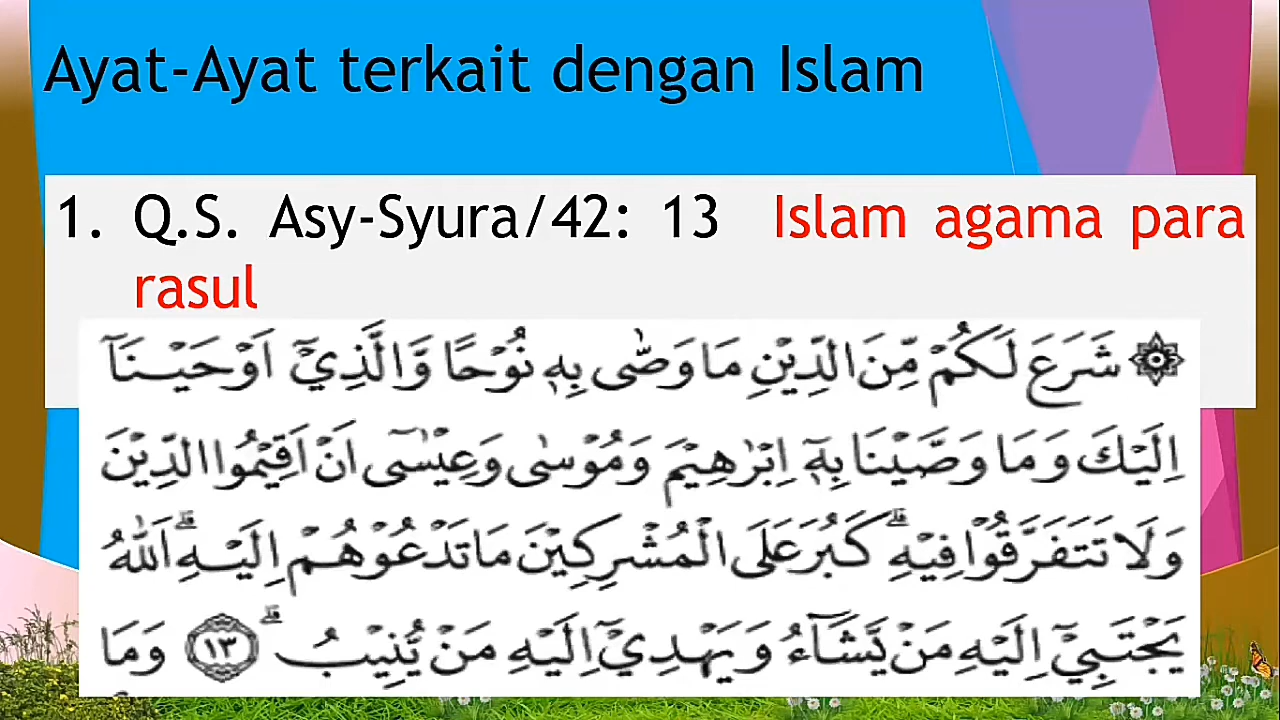 Ayat-Ayat terkait dengan Islam
1. Q.S. Asy-Syura/42: 13 Islam agama para
rasul
۞ شَرَعَ لَكُمْ مِّنَ الدِّيْنِ مَا وَصّٰى بِهٖ نُوْحًا وَّالَّذِيْٓ اَوْحَيْنَآ
اِلَيْكَ وَمَا وَصَّيْنَا بِهٖٓ اِبْرٰهِيْمَ وَمُوْسٰى وَعِيْسٰٓى اَنْ اَقِيْمُوا الدِّيْنَ
وَلَا تَتَفَرَّقُوْا فِيْهِۗ كَبُرَ عَلَى الْمُشْرِكِيْنَ مَا تَدْعُوْهُمْ اِلَيْهِۗ اَللّٰهُ
يَجْتَبِيْٓ اِلَيْهِ مَنْ يَّشَاۤءُ وَيَهْدِيْٓ اِلَيْهِ مَنْ يُّنِيْبُۗ ١٣ وَمَا